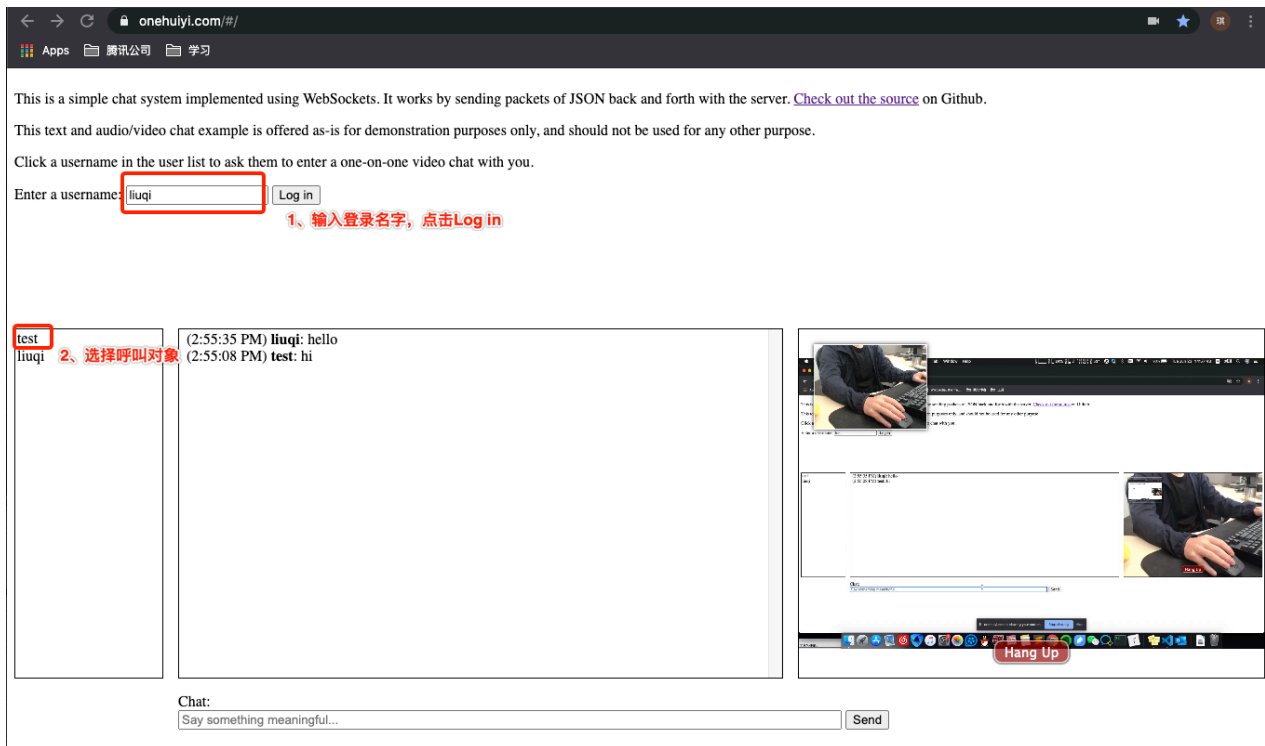 onehuiyi.com/#/
琪
Apps 腾讯公司 学习
This is a simple chat system implemented using WebSockets. It works by sending packets of JSON back and forth with the server. Check out the source on Github.
This text and audio/video chat example is offered as-is for demonstration purposes only, and should not be used for any other purpose.
Click a username in the user list to ask them to enter a one-on-one video chat with you.
Enter a username: liuqi Log in
1、输入登录名字，点击Log in
test
liuqi
2、选择呼叫对象
(2:55:35 PM) liuqi: hello
(2:55:08 PM) test: hi
Hang Up
Chat:
Say something meaningful... Send